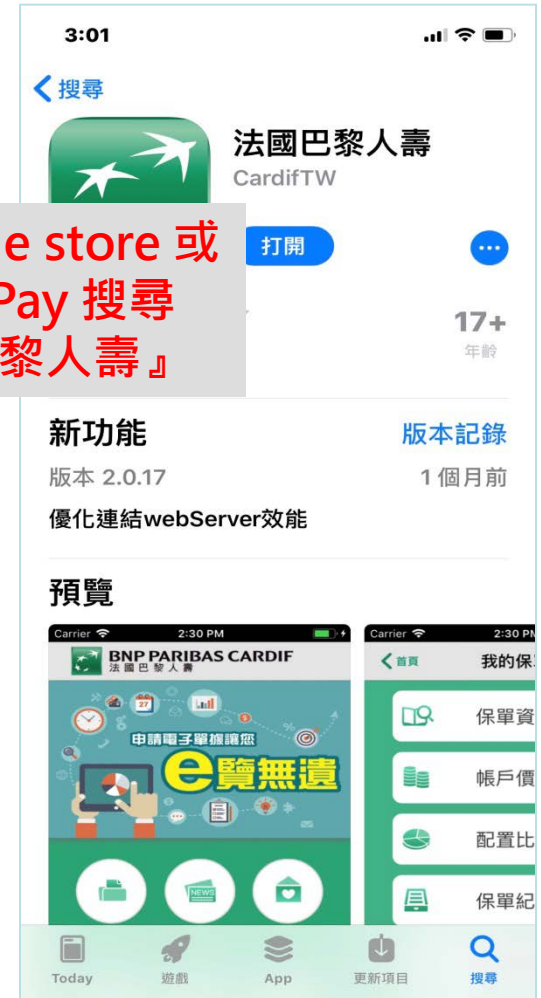 3:01
搜尋
法國巴黎人壽
CardifTW
e store 或
Pay 搜尋
黎人壽』
打開
17+
年齡
新功能
版本記錄
版本 2.0.17
1 個月前
優化連結webServer效能
預覽
Carrier
2:30 PM
BNP PARIBAS CARDIF
法國巴黎人壽
27
申請電子單據讓您
e覽無遺
NEWS
Carrier
2:30 PM
首頁
我的保
保單資
帳戶價
配置比
保單紀
Today
遊戲
App
更新項目
搜尋